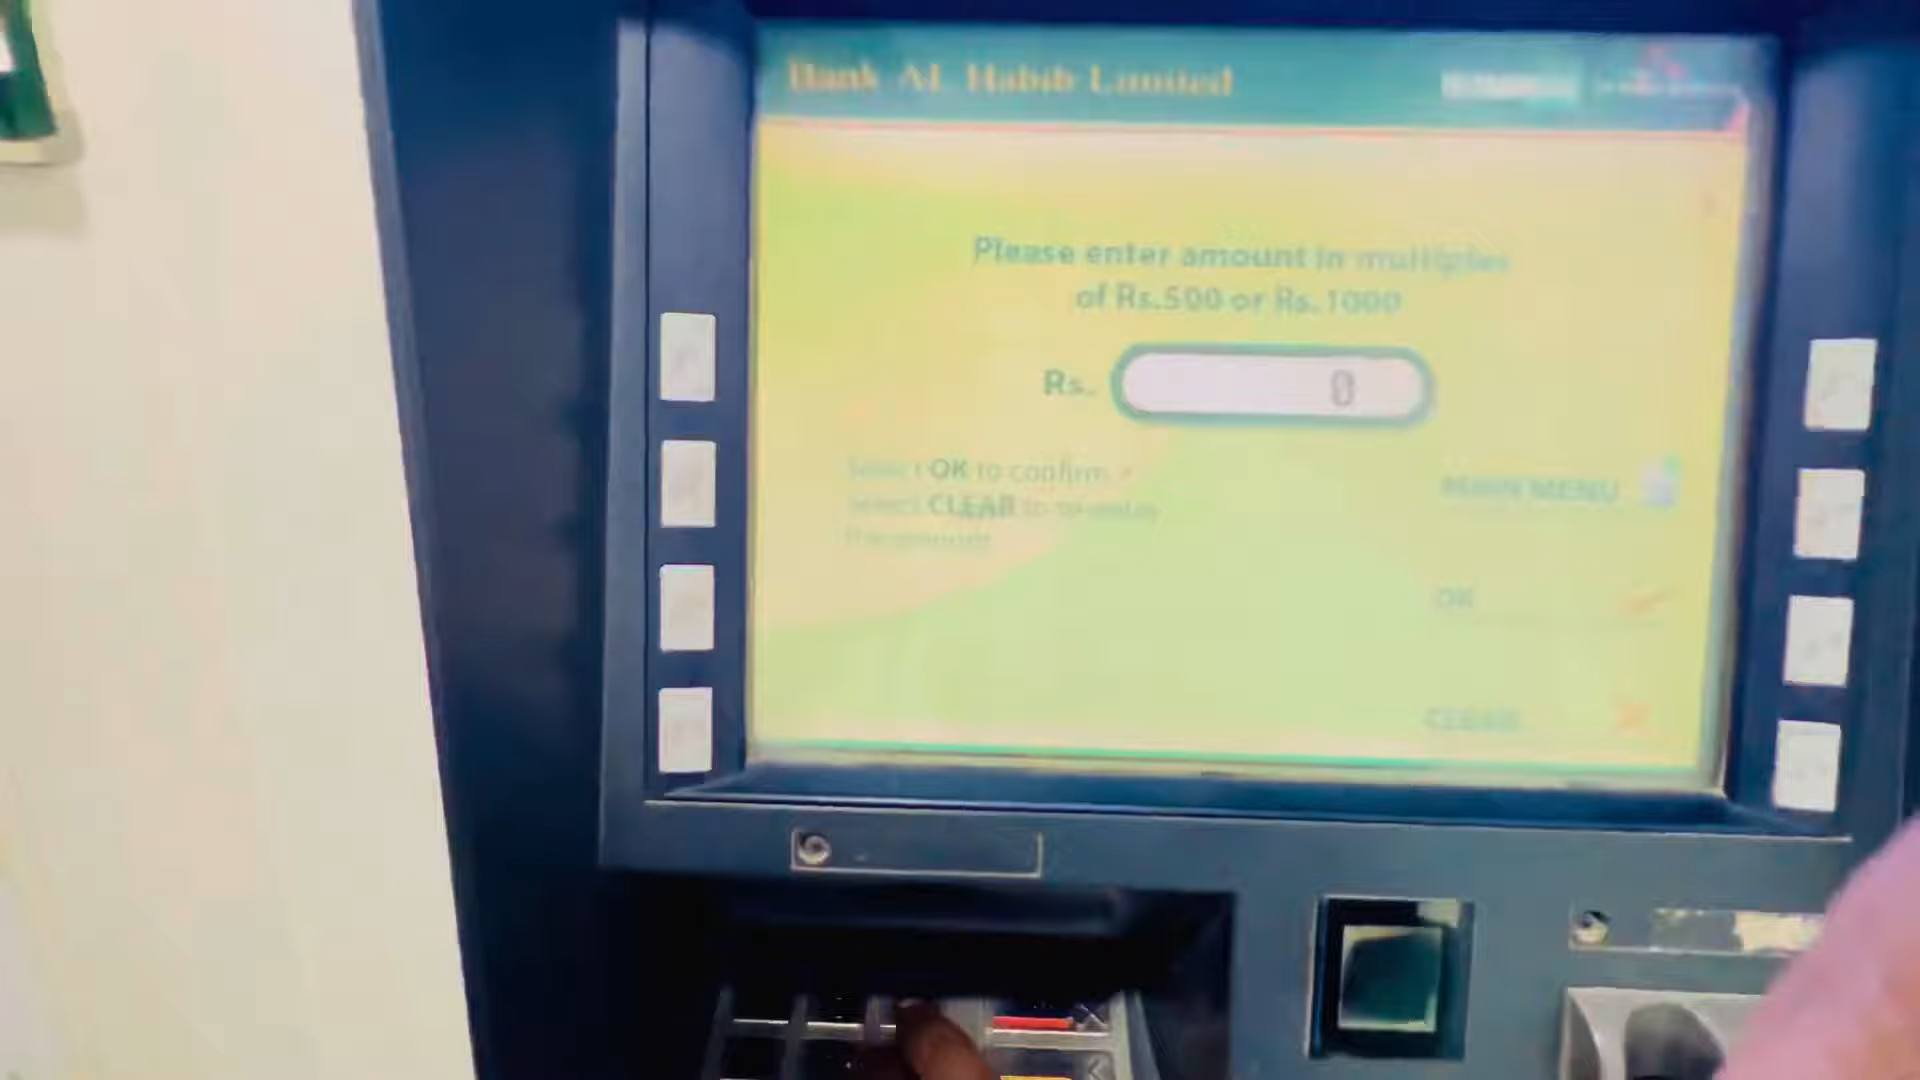 Bank AL Habib Limited
Please enter amount in multiples
of Rs.500 or Rs.1000
Rs. 0
Select OK to confirm
Select CLEAR to re-enter
MAIN MENU
OK
CLEAR